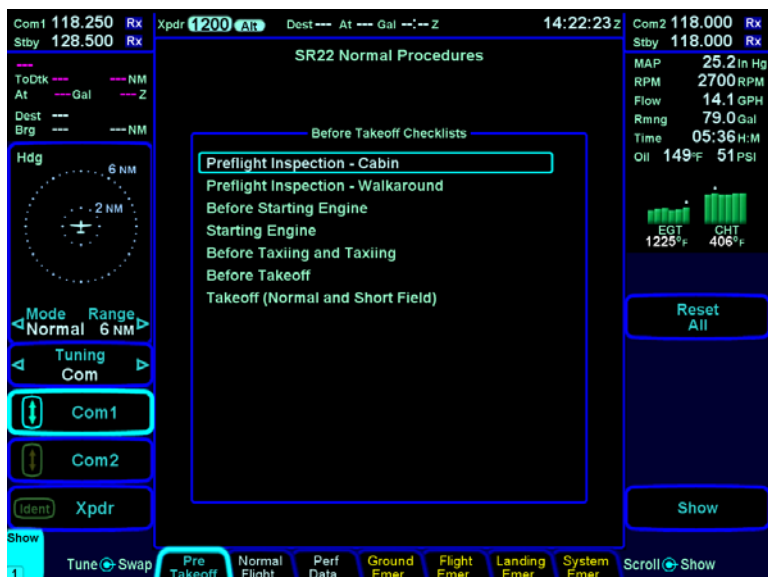 Com1 118.250 Rx
Stby 128.500 Rx
Xpdr 1200 Alt Dest --- At --- Gal --:-- Z 14:22:23 z
Com2 118.000 Rx
Stby 118.000 Rx
---
ToDtk --- --- NM
At --- Gal --- Z
Dest ---
Brg --- --- NM
Hdg
6 NM
2 NM
Mode Range
Normal 6 NM
Tuning
Com
Com1
Com2
Ident Xpdr
Show
1
Tune Swap
SR22 Normal Procedures
Before Takeoff Checklists
Preflight Inspection - Cabin
Preflight Inspection - Walkaround
Before Starting Engine
Starting Engine
Before Taxiing and Taxiing
Before Takeoff
Takeoff (Normal and Short Field)
MAP 25.2 In Hg
RPM 2700 RPM
Flow 14.1 GPH
Rmng 79.0 Gal
Time 05:36 H:M
Oil 149°F 51 PSI
EGT CHT
1225°F 406°F
Reset
All
Show
Pre Normal Perf Ground Flight Landing System
Takeoff Flight Data Emer Emer Emer Emer
Scroll Show